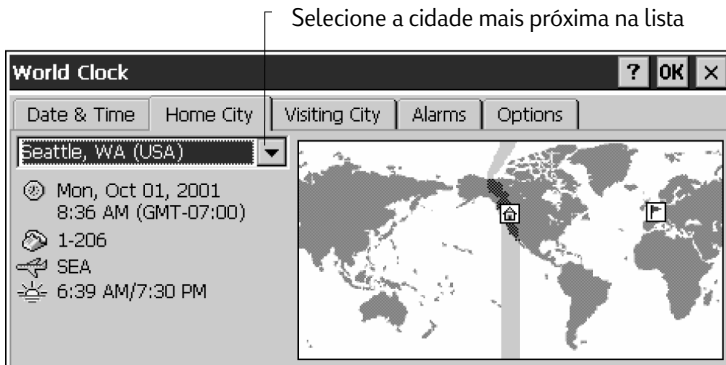 Selecione a cidade mais próxima na lista
World Clock ? OK ×
Date & Time Home City Visiting City Alarms Options
Seattle, WA (USA)
Mon, Oct 01, 2001
8:36 AM (GMT-07:00)
1-206
SEA
6:39 AM/7:30 PM